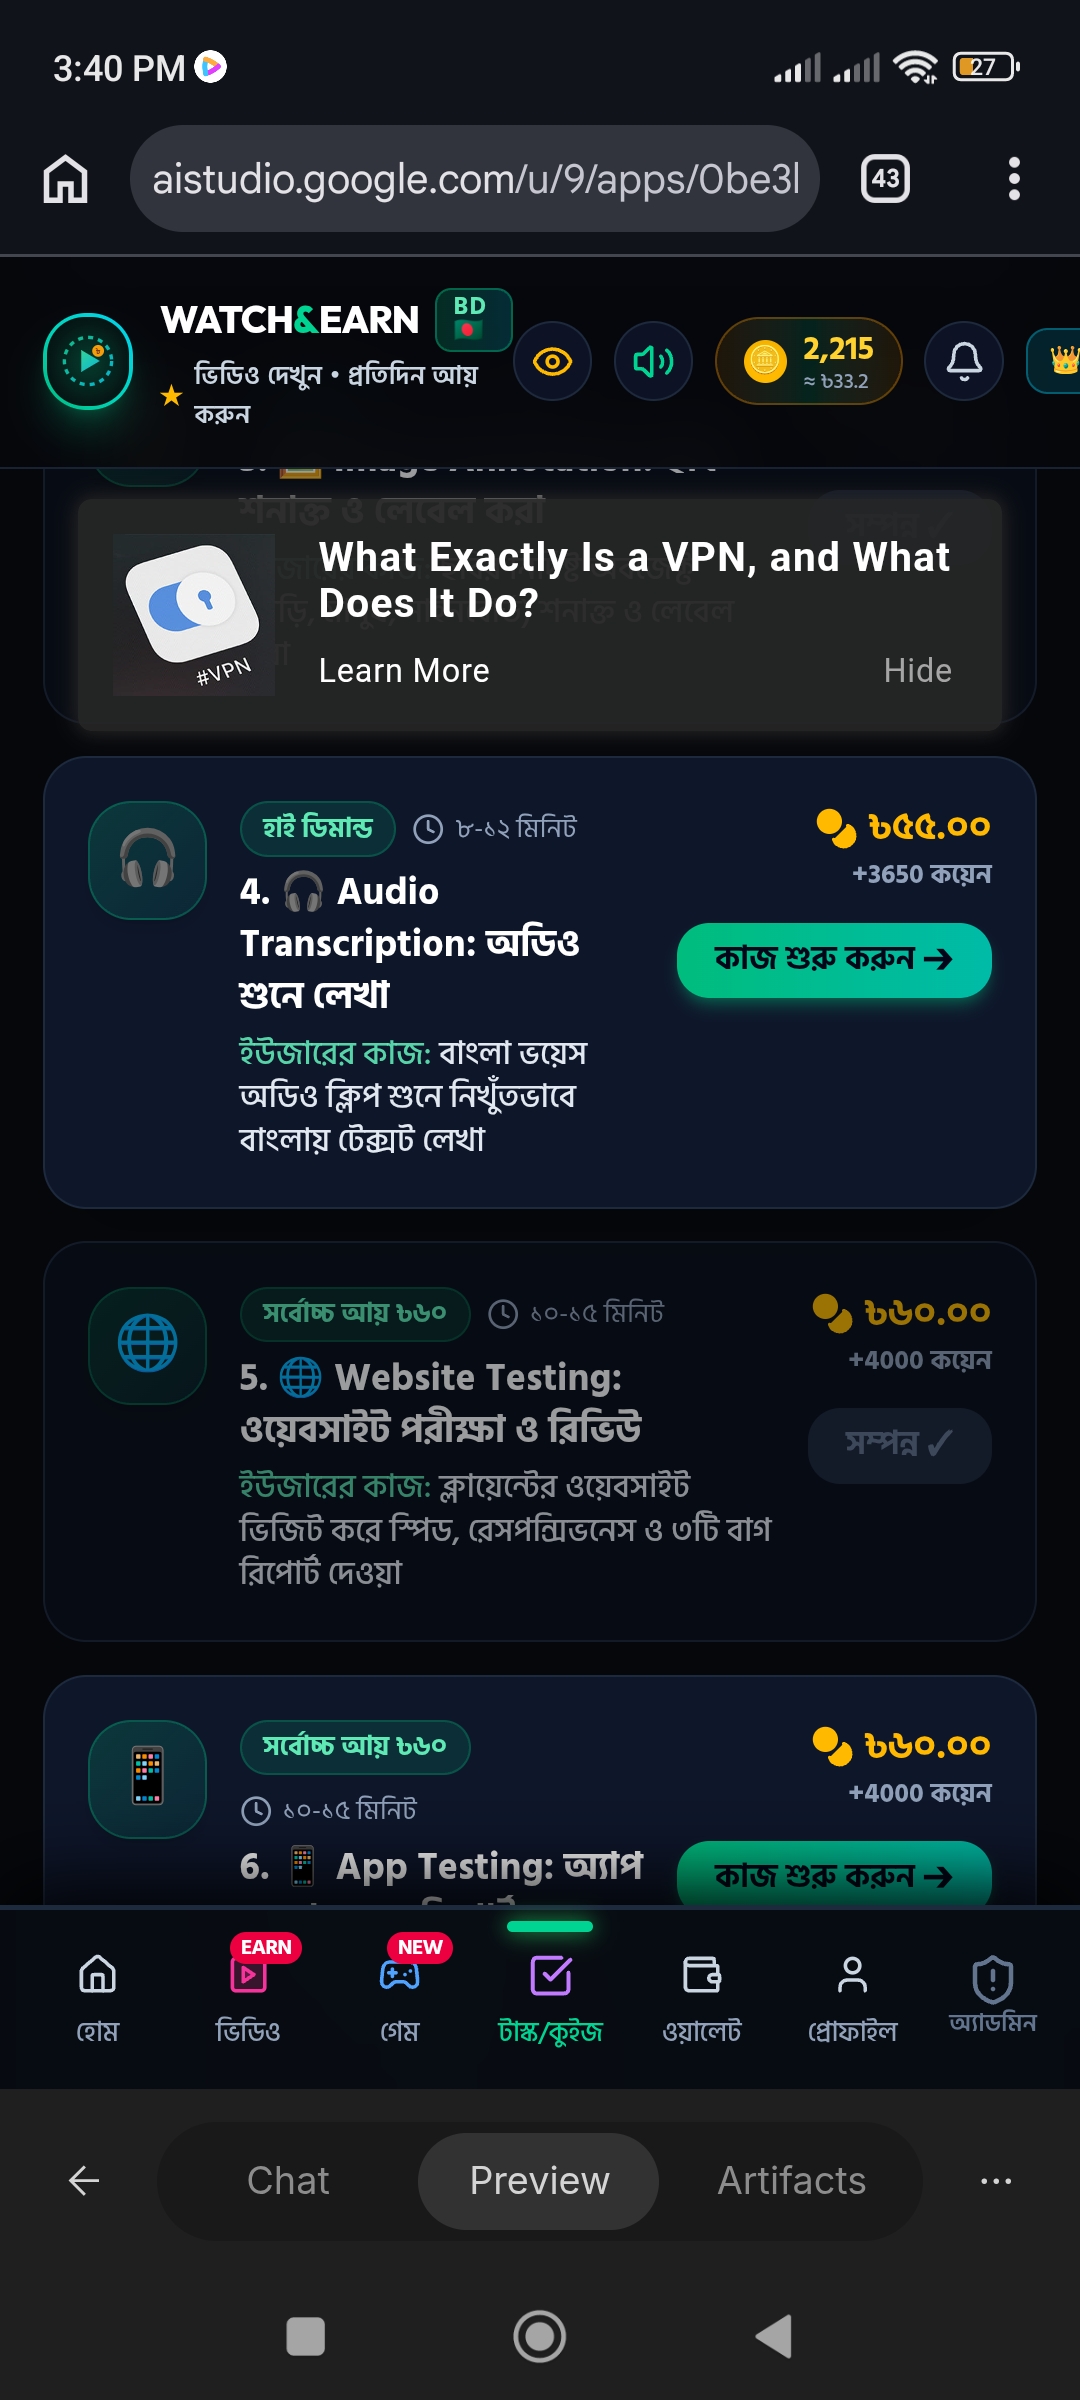 3:40 PM
27
aistudio.google.com/u/9/apps/0be3l
43
WATCH&EARN
BD
ভিডিও দেখুন • প্রতিদিন আয়
করুন
2,215
≈ ৳33.2
শনাক্ত ও লেবেল করা
What Exactly Is a VPN, and What
Does It Do?
শনাক্ত ও লেবেল
#VPN
Learn More
Hide
হাই ডিমান্ড
৮-১২ মিনিট
৳৫৫.০০
+3650 কয়েন
4. 🎧 Audio
Transcription: অডিও
শুনে লেখা
কাজ শুরু করুন →
ইউজারের কাজ: বাংলা ভয়েস
অডিও ক্লিপ শুনে নিখুঁতভাবে
বাংলায় টেক্সট লেখা
সর্বোচ্চ আয় ৳৬০
১০-১৫ মিনিট
৳৬০.০০
+4000 কয়েন
5. 🌐 Website Testing:
ওয়েবসাইট পরীক্ষা ও রিভিউ
সম্পন্ন ✓
ইউজারের কাজ: ক্লায়েন্টের ওয়েবসাইট
ভিজিট করে স্পিড, রেসপন্সিভনেস ও ৩টি বাগ
রিপোর্ট দেওয়া
সর্বোচ্চ আয় ৳৬০
৳৬০.০০
১০-১৫ মিনিট
+4000 কয়েন
6. 📱 App Testing: অ্যাপ
কাজ শুরু করুন →
EARN
NEW
হোম
ভিডিও
গেম
টাস্ক/কুইজ
ওয়ালেট
প্রোফাইল
অ্যাডমিন
Chat
Preview
Artifacts